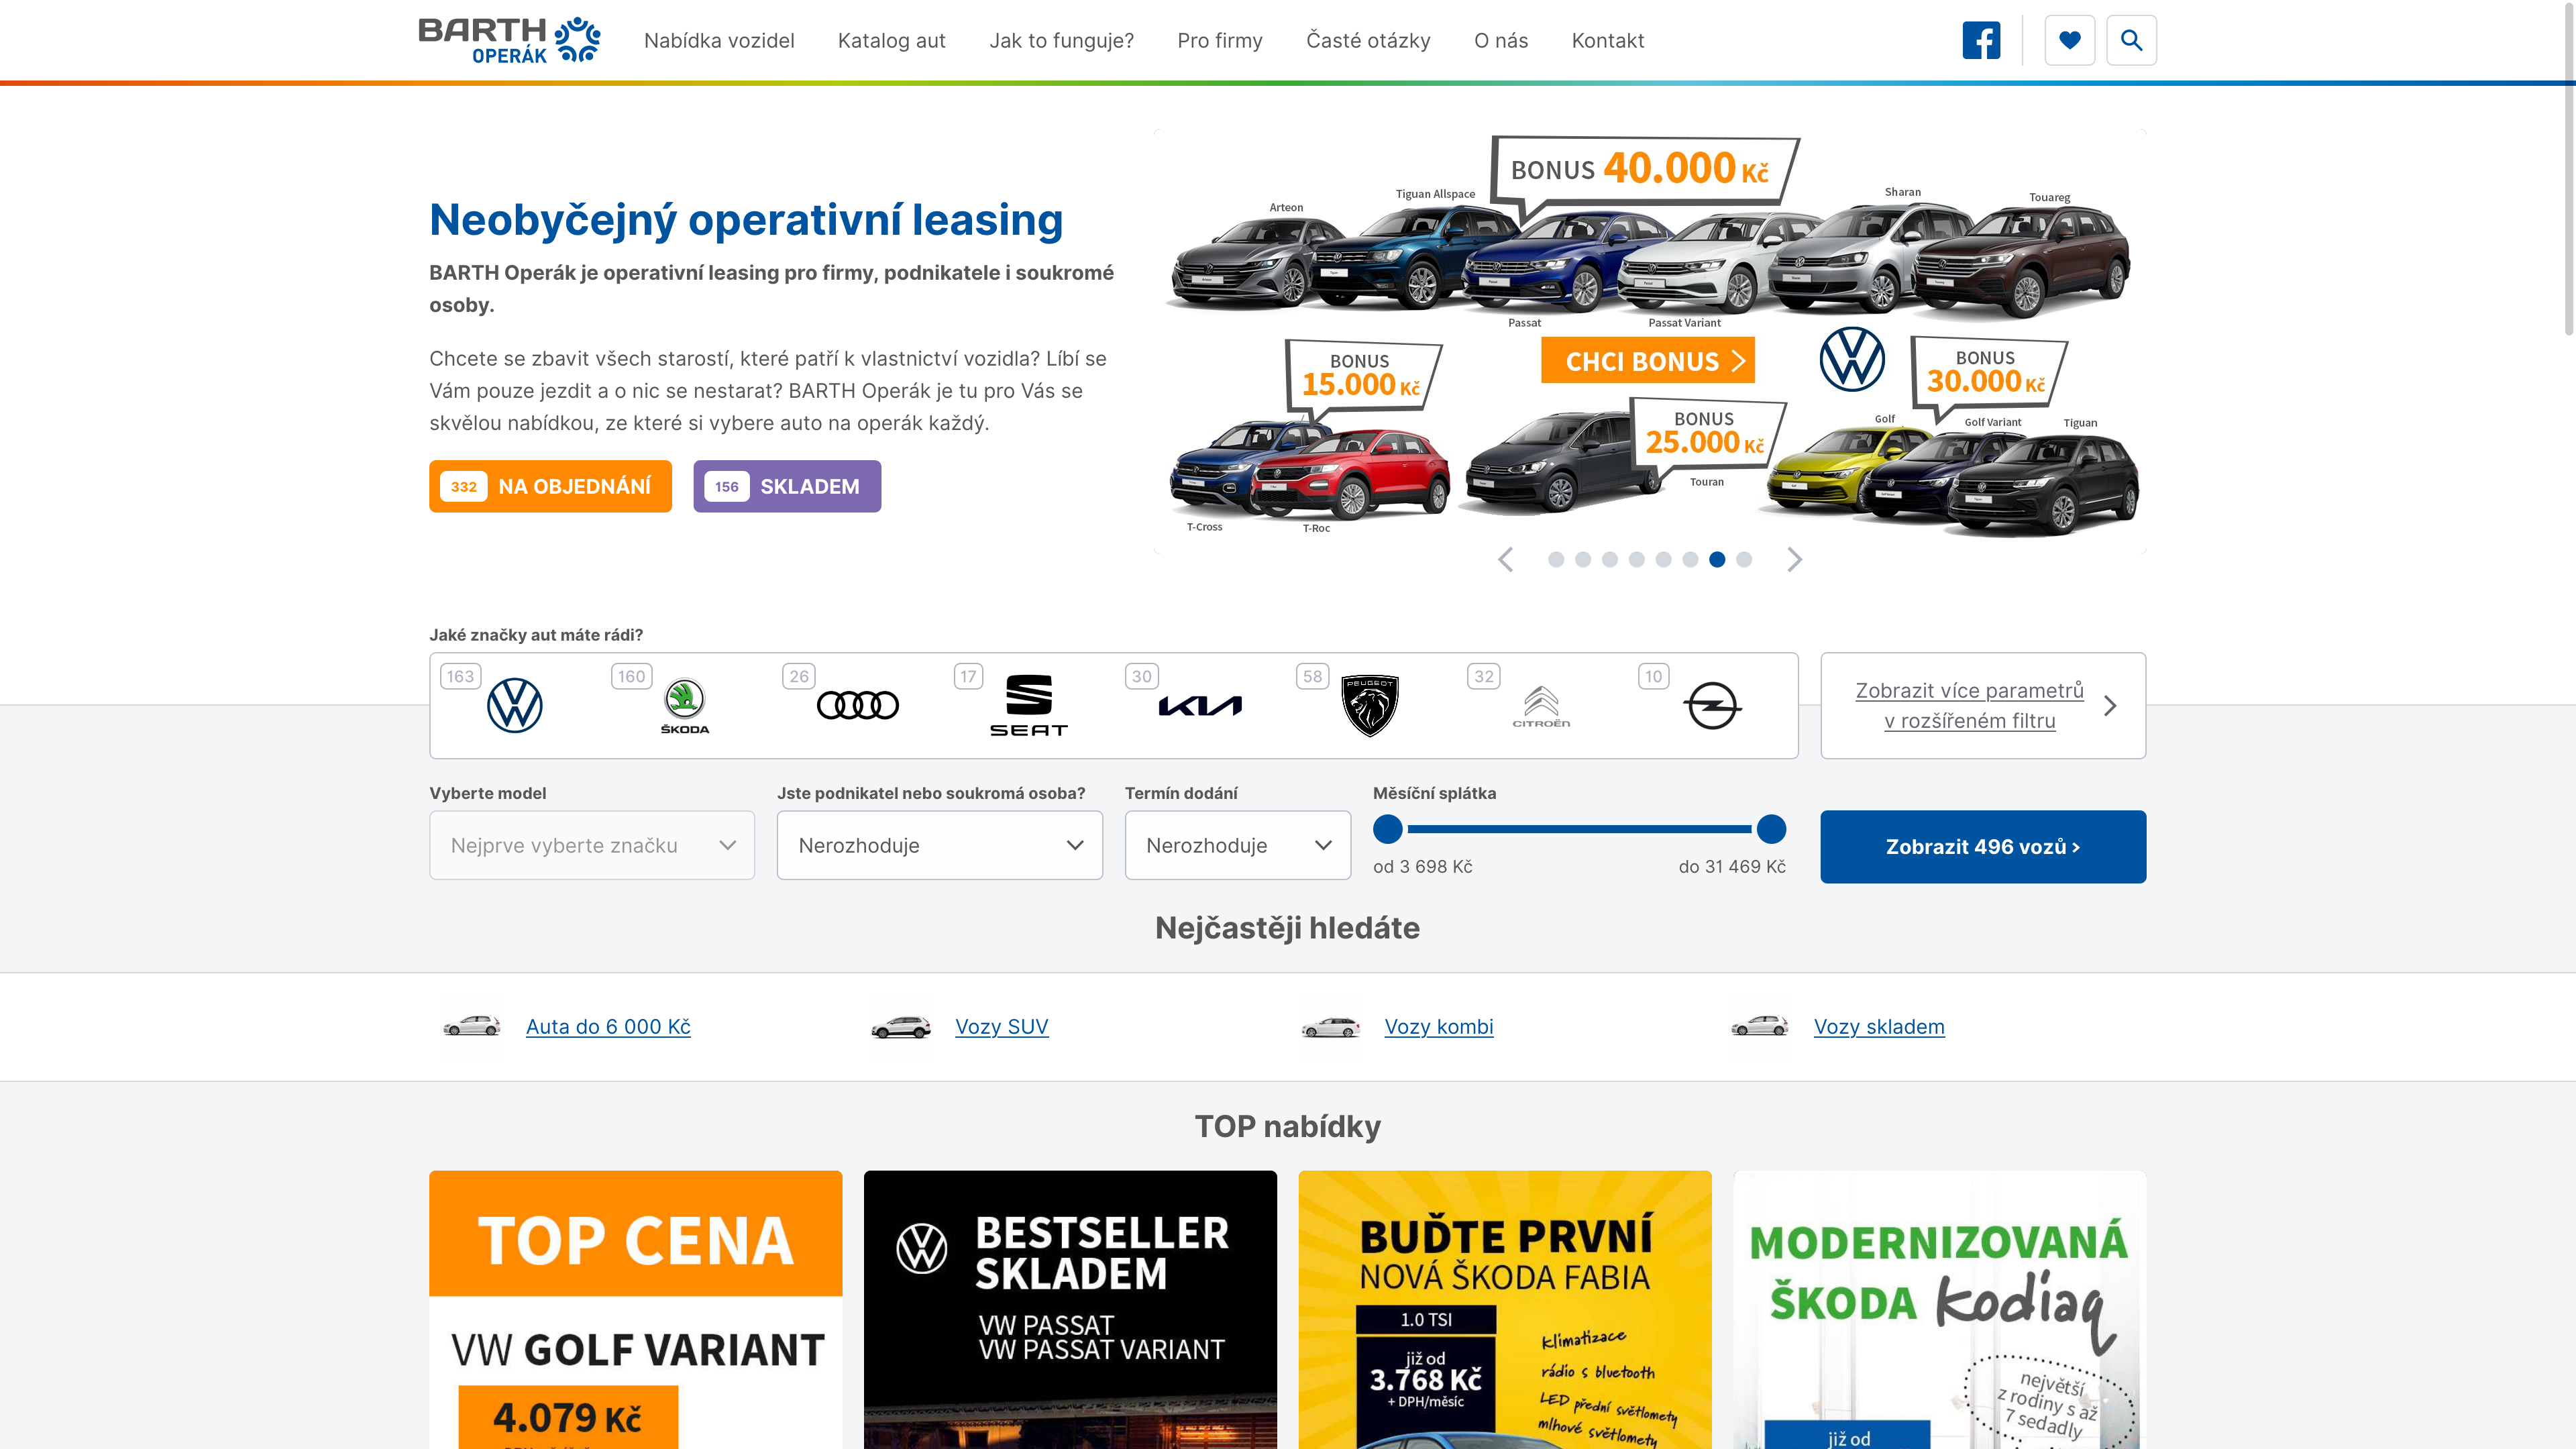 BARTH
OPERÁK
Nabídka vozidel
Katalog aut
Jak to funguje?
Pro firmy
Časté otázky
O nás
Kontakt
Neobyčejný operativní leasing
BARTH Operák je operativní leasing pro firmy, podnikatele i soukromé
osoby.
Chcete se zbavit všech starostí, které patří k vlastnictví vozidla? Líbí se
Vám pouze jezdit a o nic se nestarat? BARTH Operák je tu pro Vás se
skvělou nabídkou, ze které si vybere auto na operák každý.
332 NA OBJEDNÁNÍ
156 SKLADEM
BONUS 40.000 Kč
Arteon
Tiguan Allspace
Sharan
Touareg
Passat
Passat Variant
BONUS
15.000 Kč
CHCI BONUS
BONUS
30.000 Kč
BONUS
25.000 Kč
Golf
Golf Variant
Tiguan
Touran
T-Cross
T-Roc
Jaké značky aut máte rádi?
163
160
ŠKODA
26
17
SEAT
30
KIA
58
PEUGEOT
32
CITROËN
10
Zobrazit více parametrů
v rozšířeném filtru
Vyberte model
Nejprve vyberte značku
Jste podnikatel nebo soukromá osoba?
Nerozhoduje
Termín dodání
Nerozhoduje
Měsíční splátka
od 3 698 Kč
do 31 469 Kč
Zobrazit 496 vozů ›
Nejčastěji hledáte
Auta do 6 000 Kč
Vozy SUV
Vozy kombi
Vozy skladem
TOP nabídky
TOP CENA
VW GOLF VARIANT
4.079 Kč
BESTSELLER
SKLADEM
VW PASSAT
VW PASSAT VARIANT
BUĎTE PRVNÍ
NOVÁ ŠKODA FABIA
1.0 TSI
již od
3.768 Kč
+ DPH/měsíc
Klimatizace
rádio s bluetooth
LED přední světlomety
mlhové světlomety
MODERNIZOVANÁ
ŠKODA Kodiaq
největší
z rodiny s až
7 sedadly
již od